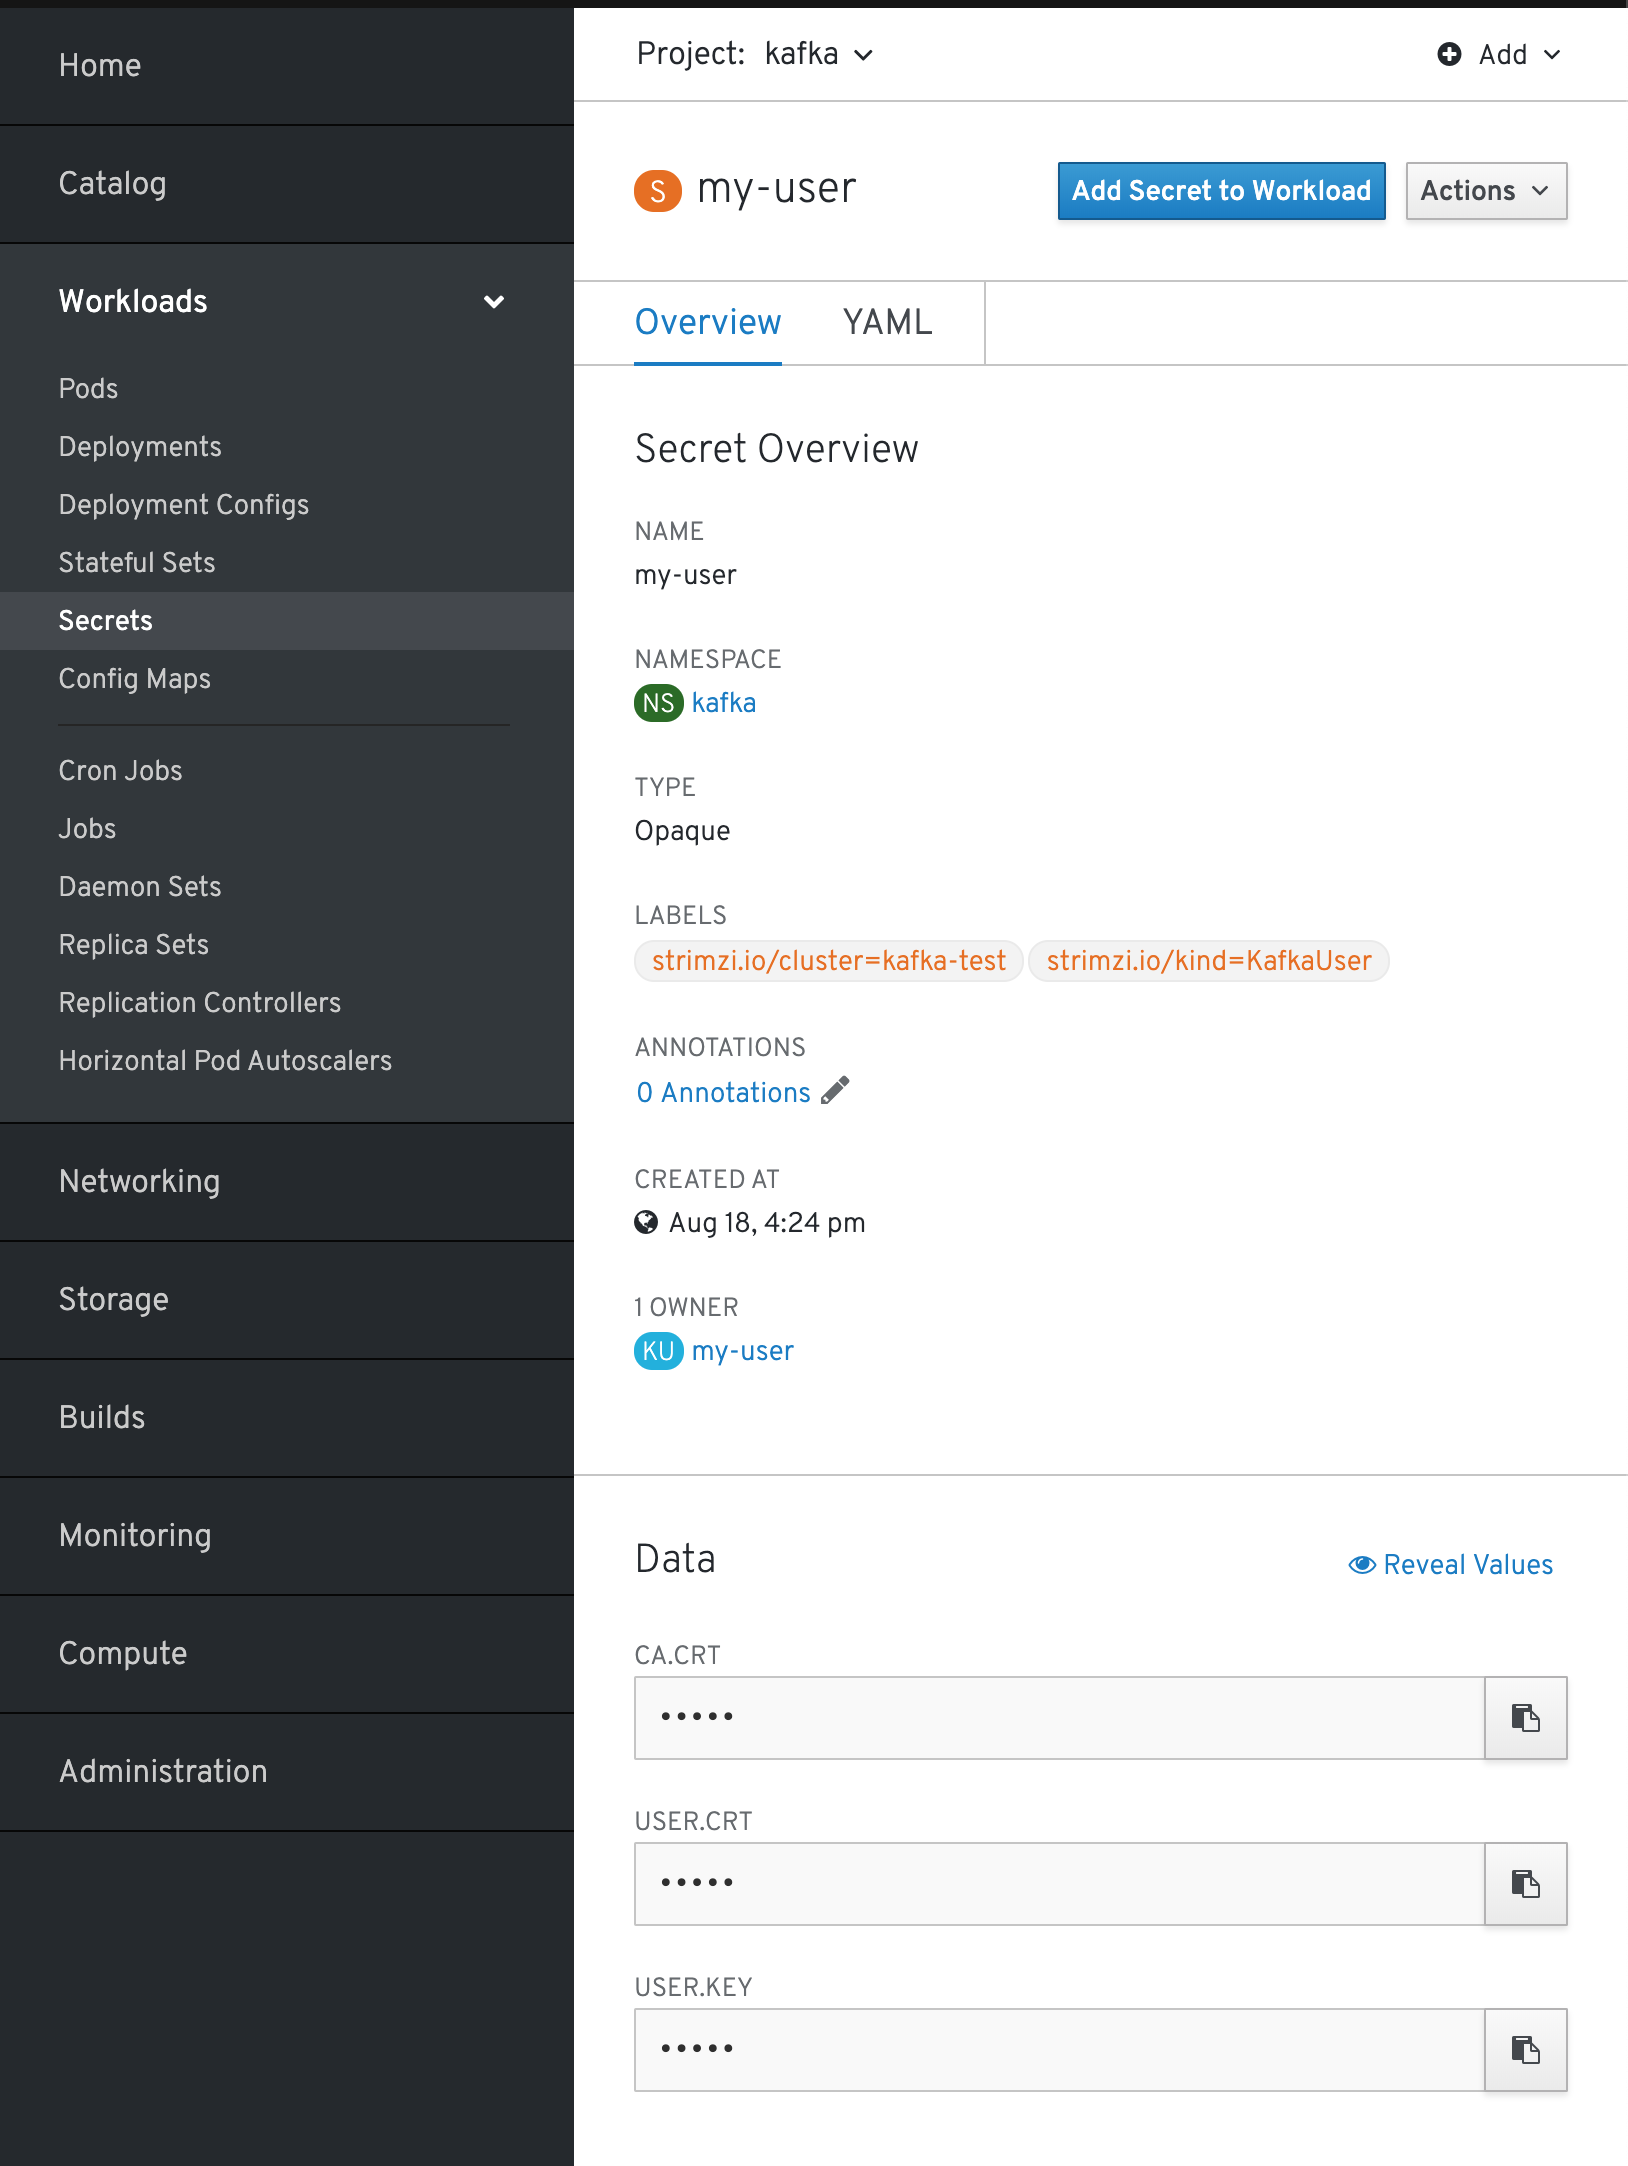 Home
Catalog
Workloads
Pods
Deployments
Deployment Configs
Stateful Sets
Secrets
Config Maps
Cron Jobs
Jobs
Daemon Sets
Replica Sets
Replication Controllers
Horizontal Pod Autoscalers
Networking
Storage
Builds
Monitoring
Compute
Administration
Project: kafka
Add
S my-user
Add Secret to Workload
Actions
Overview
YAML
Secret Overview
NAME
my-user
NAMESPACE
NS kafka
TYPE
Opaque
LABELS
strimzi.io/cluster=kafka-test strimzi.io/kind=KafkaUser
ANNOTATIONS
0 Annotations
CREATED AT
Aug 18, 4:24 pm
1 OWNER
KU my-user
Data
Reveal Values
CA.CRT
•••••
USER.CRT
•••••
USER.KEY
•••••